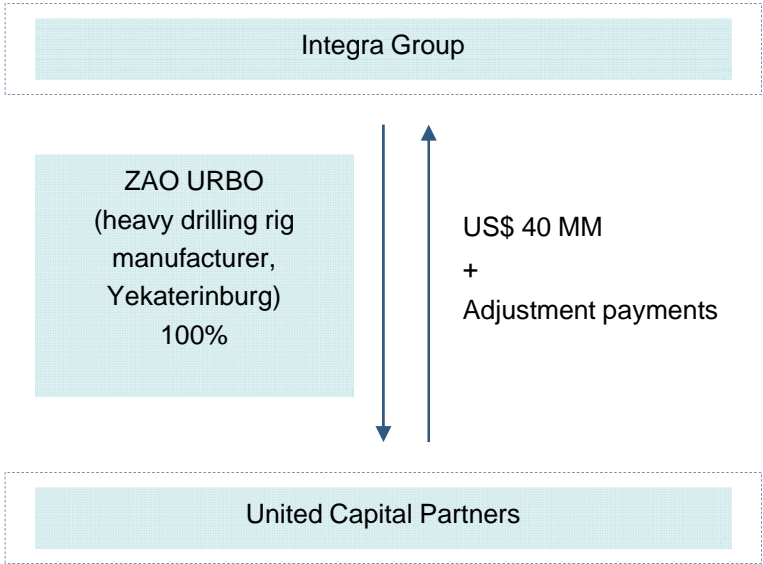 Integra Group
ZAO URBO
(heavy drilling rig
manufacturer,
Yekaterinburg)
100%
US$ 40 MM
+
Adjustment payments
United Capital Partners